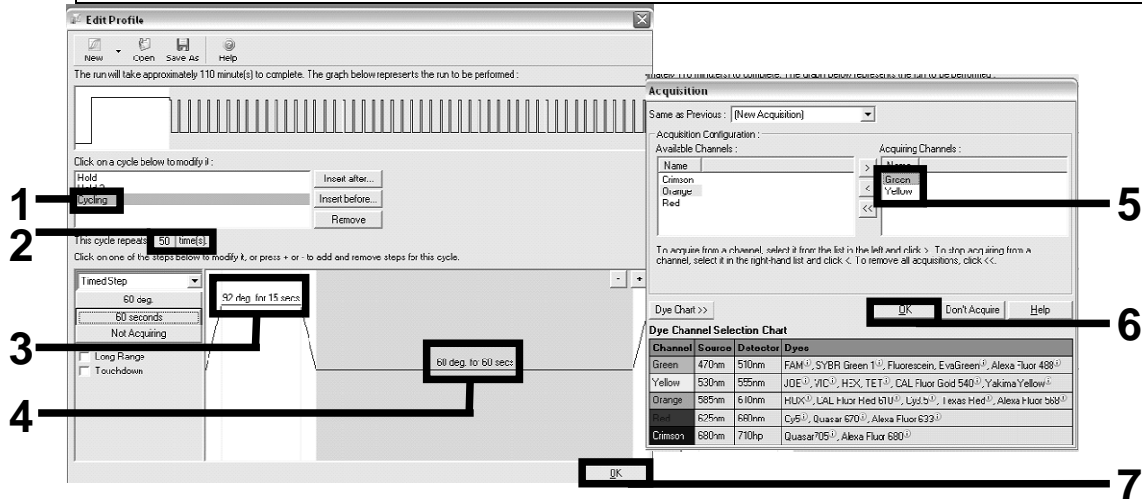 Edit Profile
New Open Save As Help
The run will take approximately 110 minute(s) to complete. The graph below represents the run to be performed :
Click on a cycle below to modify it :
Hold
Cycling
Insert after...
Insert before...
Remove
This cycle repeats 50 time(s).
Click on one of the steps below to modify it, or press + or - to add and remove steps for this cycle.
Timed Step
60 deg.
60 seconds
Not Acquiring
Long Range
Touchdown
92 deg. for 15 secs
60 deg. for 60 secs
- +
OK
Acquisition
Same as Previous : (New Acquisition)
Acquisition Configuration :
Available Channels :
Name
Crimson
Orange
Red
>
<
<<
Acquiring Channels :
Name
Green
Yellow
To acquire from a channel, select it from the list in the left and click >. To stop acquiring from a
channel, select it in the right-hand list and click <. To remove all acquisitions, click <<.
Dye Chart >> OK Don't Acquire Help
Dye Channel Selection Chart
Channel Source Detector Dyes
Green 470nm 510nm FAM, SYBR Green 1, Fluorescein, EvaGreen, Alexa Fluor 488
Yellow 530nm 555nm JOE, VIC, HEX, TET, CAL Fluor Gold 540, Yakima Yellow
Orange 585nm 610nm ROX, CAL Fluor Red 610, Cy3.5, Texas Red, Alexa Fluor 568
Red 625nm 660nm Cy5, Quasar 670, Alexa Fluor 633
Crimson 680nm 710hp Quasar705, Alexa Fluor 680
1
2
3
4
5
6
7